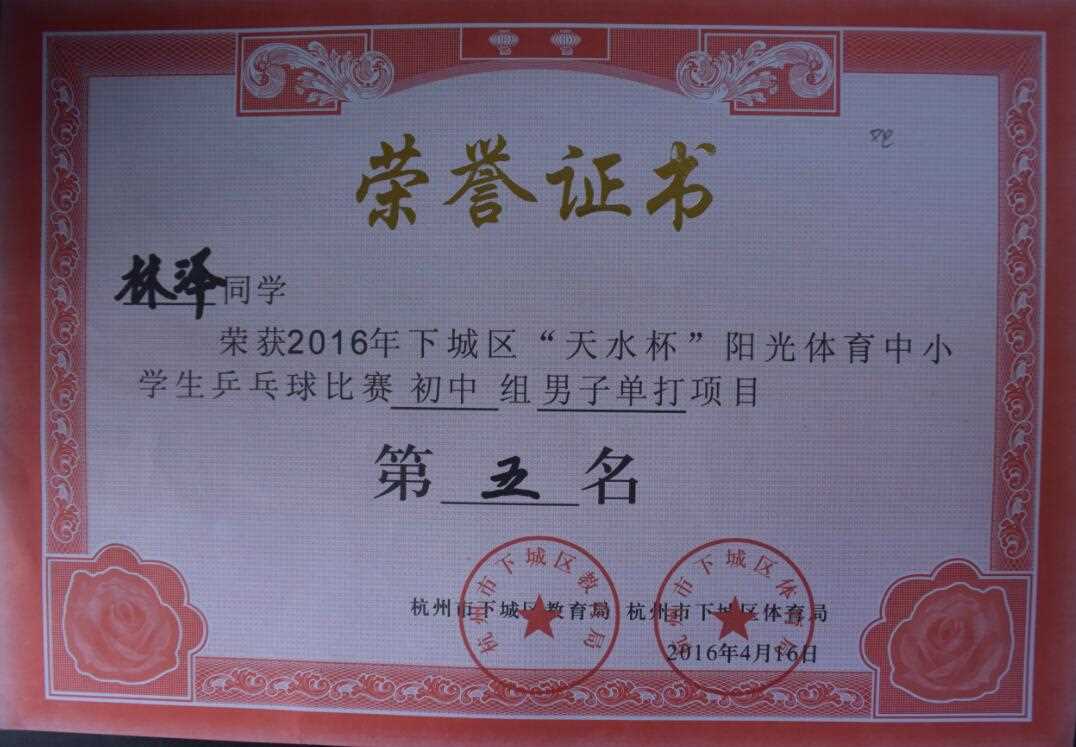 荣誉证书
林泽同学
荣获2016年下城区“天水杯”阳光体育中小
学生乒乓球比赛 初中 组 男子单打项目
第 五 名
杭州市下城区教育局 杭州市下城区体育局
2016年4月16日
杭州市下城区教育局
杭州市下城区体育局